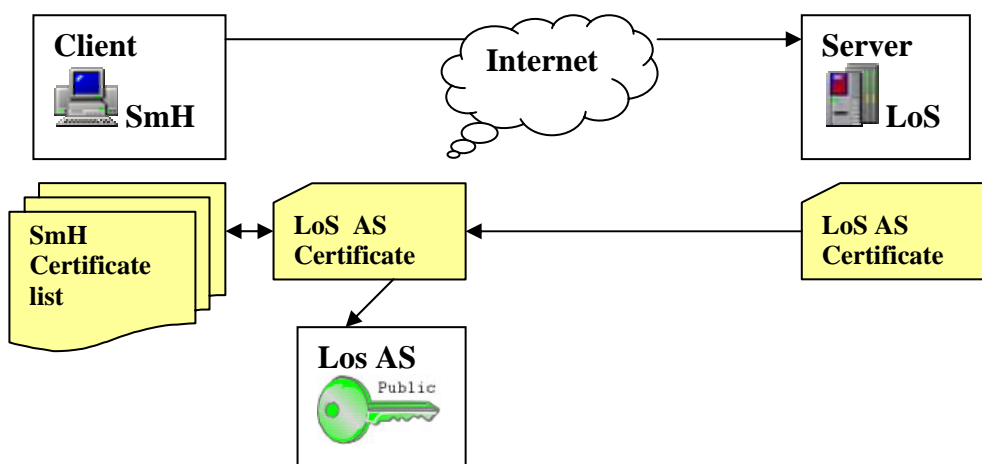 Client
SmH
Internet
Server
LoS
SmH
Certificate
list
LoS AS
Certificate
LoS AS
Certificate
Los AS
Public